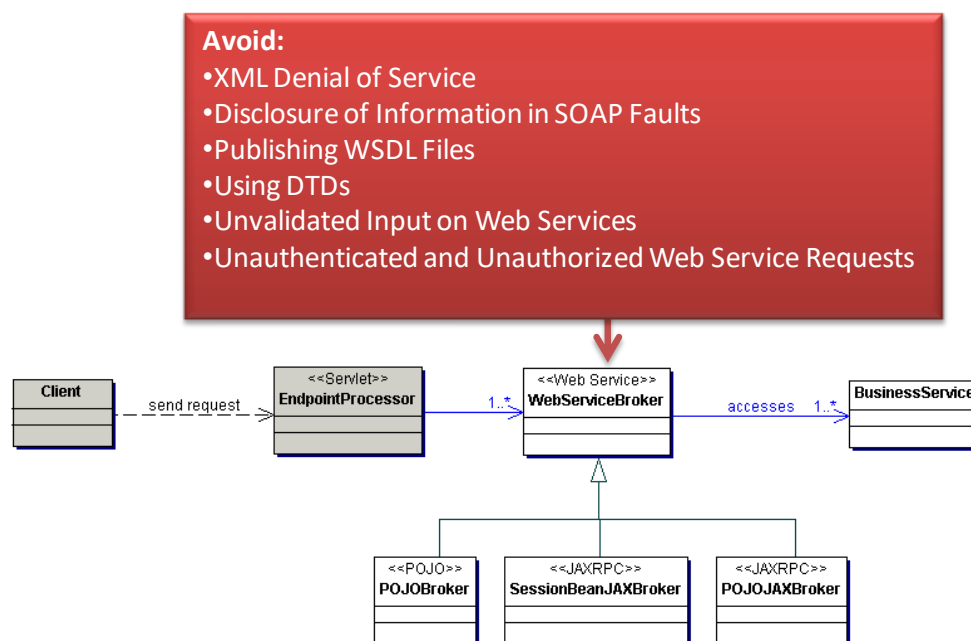 Avoid:
•XML Denial of Service
•Disclosure of Information in SOAP Faults
•Publishing WSDL Files
•Using DTDs
•Unvalidated Input on Web Services
•Unauthenticated and Unauthorized Web Service Requests
Client
send request
<<Servlet>>
EndpointProcessor
1..*
<<Web Service>>
WebServiceBroker
accesses
1..*
BusinessService
<<POJO>>
POJOBroker
<<JAXRPC>>
SessionBeanJAXBroker
<<JAXRPC>>
POJOJAXBroker